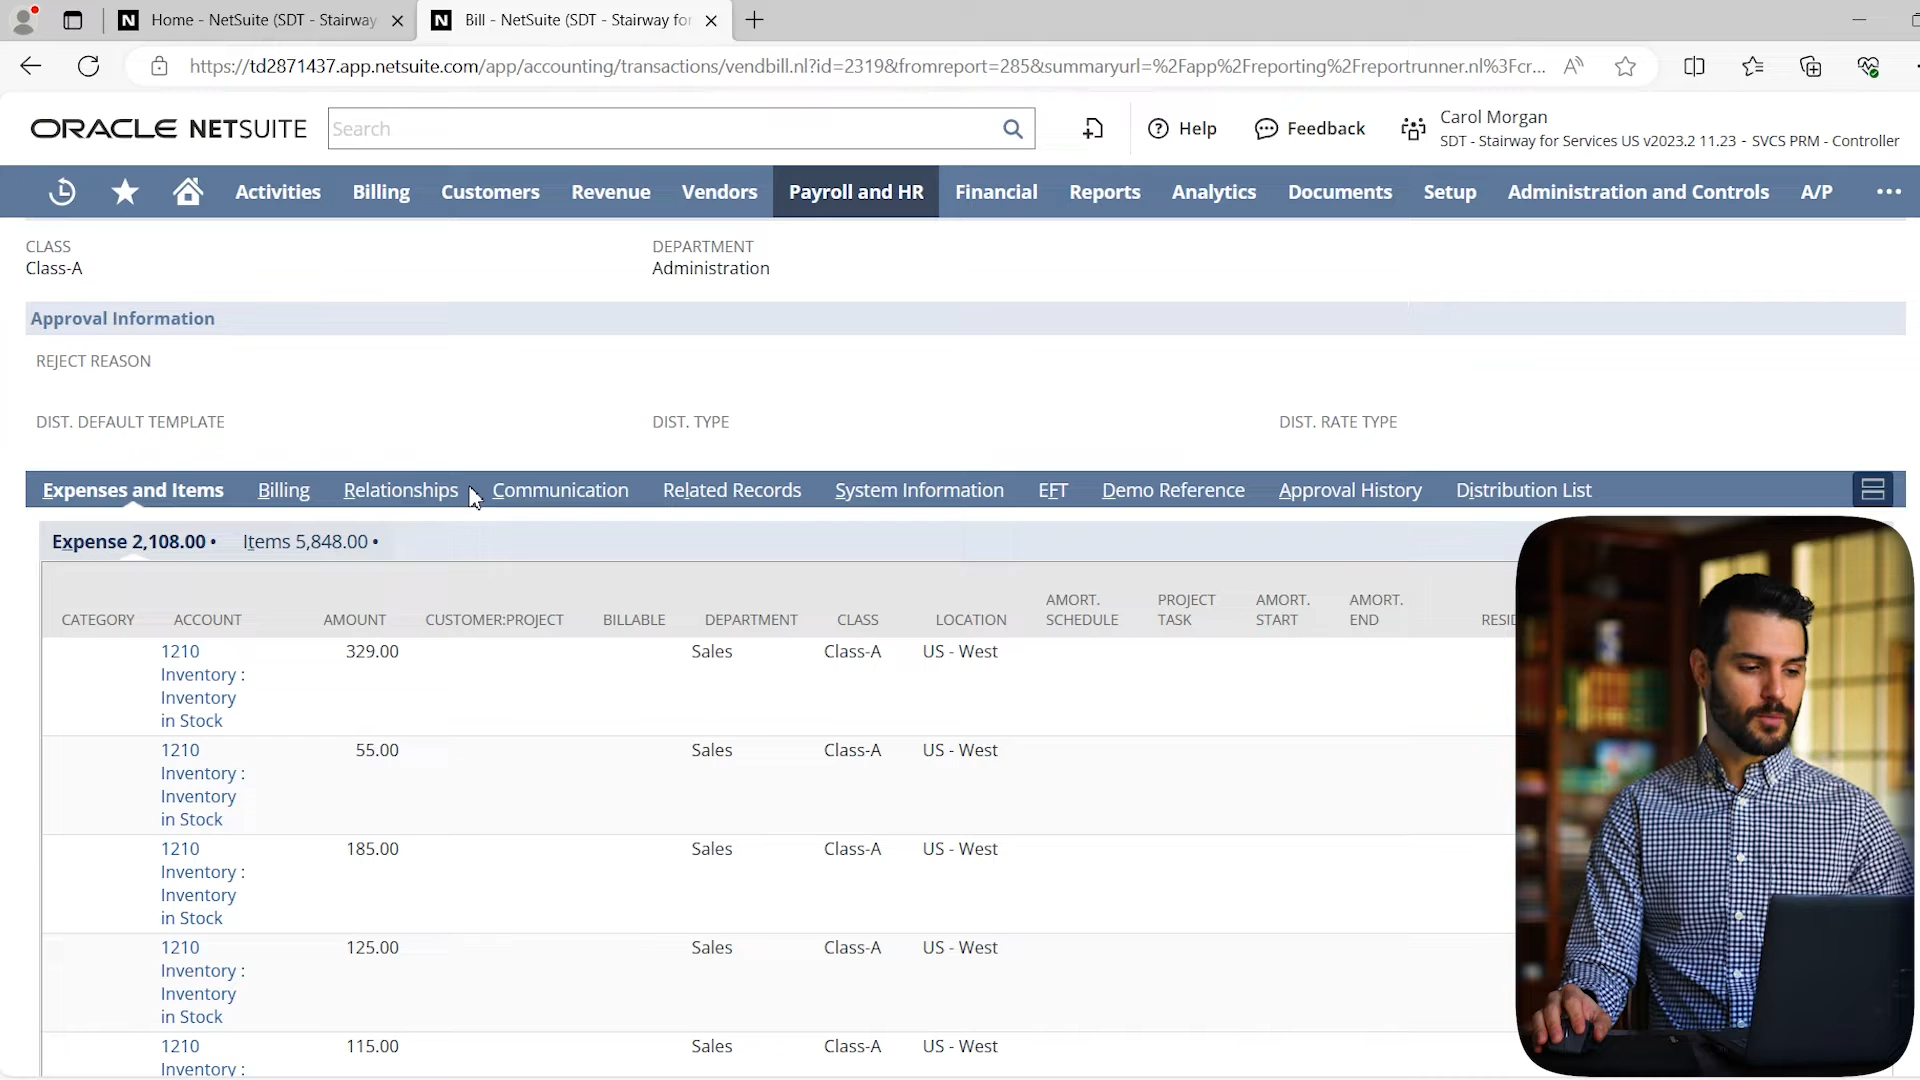 Home - NetSuite (SDT - Stairway
Bill - NetSuite (SDT - Stairway for
https://td2871437.app.netsuite.com/app/accounting/transactions/vendbill.nl?id=2319&fromreport=285&summaryurl=%2Fapp%2Freporting%2Freportrunner.nl%3Fcr...
ORACLE NETSUITE
Search
Help
Feedback
Carol Morgan
SDT - Stairway for Services US v2023.2 11.23 - SVCS PRM - Controller
Activities Billing Customers Revenue Vendors Payroll and HR Financial Reports Analytics Documents Setup Administration and Controls A/P
CLASS
Class-A
DEPARTMENT
Administration
Approval Information
REJECT REASON
DIST. DEFAULT TEMPLATE
DIST. TYPE
DIST. RATE TYPE
Expenses and Items Billing Relationships Communication Related Records System Information EFT Demo Reference Approval History Distribution List
Expense 2,108.00 • Items 5,848.00 •
CATEGORY ACCOUNT AMOUNT CUSTOMER:PROJECT BILLABLE DEPARTMENT CLASS LOCATION AMORT. SCHEDULE PROJECT TASK AMORT. START AMORT. END RESID
1210 329.00 Sales Class-A US - West
Inventory :
Inventory
in Stock
1210 55.00 Sales Class-A US - West
Inventory :
Inventory
in Stock
1210 185.00 Sales Class-A US - West
Inventory :
Inventory
in Stock
1210 125.00 Sales Class-A US - West
Inventory :
Inventory
in Stock
1210 115.00 Sales Class-A US - West
Inventory :